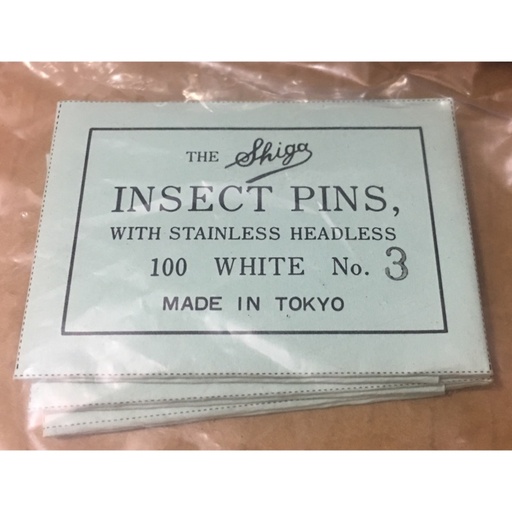 THE Shiga
INSECT PINS,
WITH STAINLESS HEADLESS
100 WHITE No. 3
MADE IN TOKYO